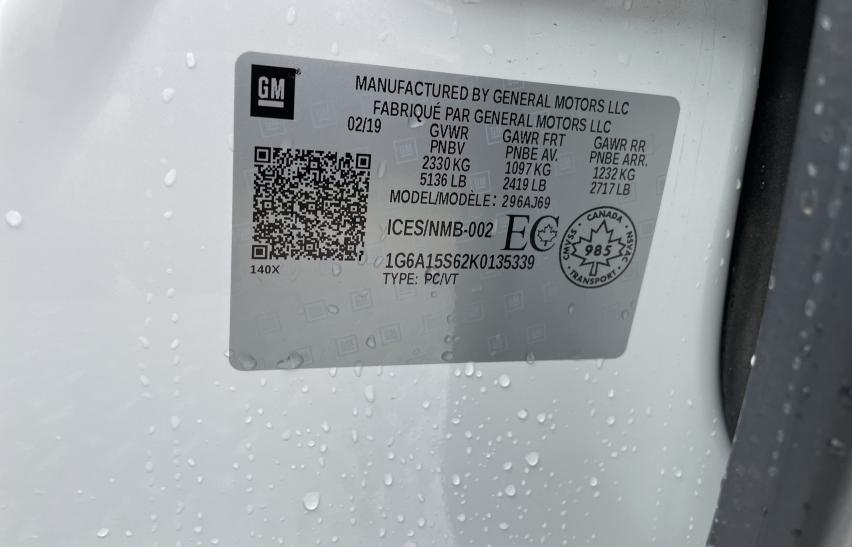 GM
MANUFACTURED BY GENERAL MOTORS LLC
FABRIQUÉ PAR GENERAL MOTORS LLC
02/19 GVWR GAWR FRT GAWR RR
PNBV PNBE AV. PNBE ARR.
2330 KG 1097 KG 1232 KG
5136 LB 2419 LB 2717 LB
MODEL/MODÈLE: 296AJ69
ICES/NMB-002 EC
CANADA
CMVSS 985 NSVAC
TRANSPORT
1G6A15S62K0135339
TYPE: PC/VT
140X